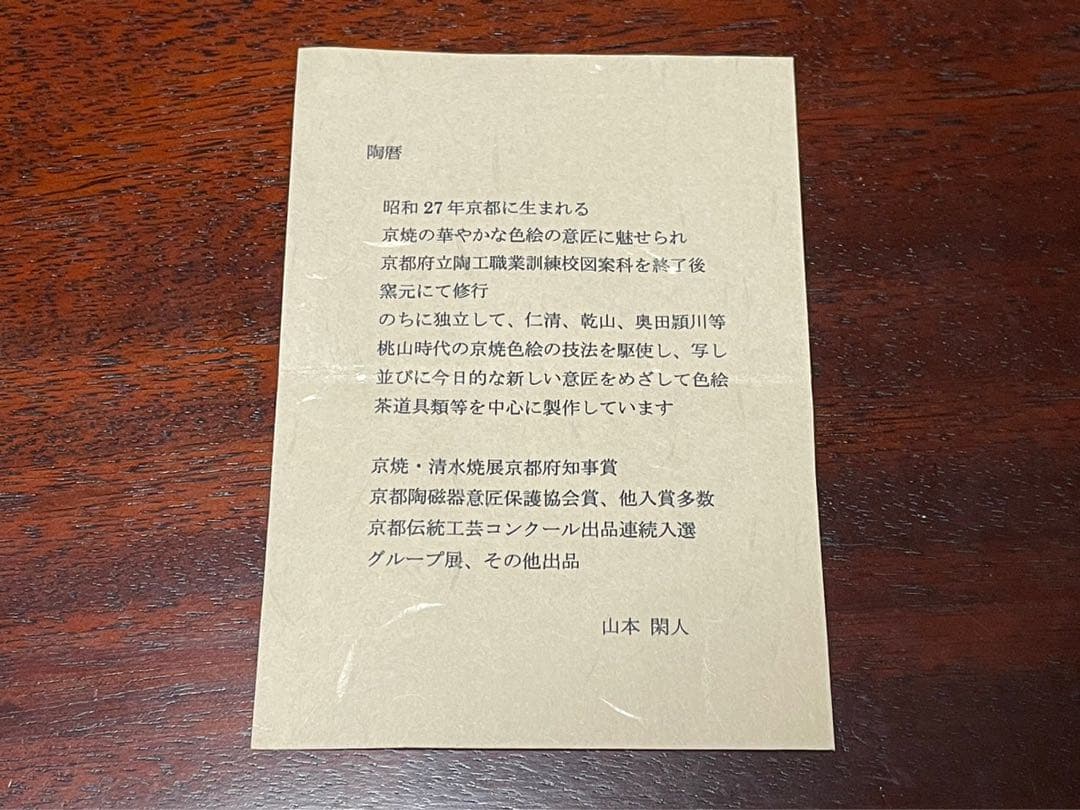 陶暦
昭和 27 年京都に生まれる
京焼の華やかな色絵の意匠に魅せられ
京都府立陶工職業訓練校図案科を終了後
窯元にて修行
のちに独立して、仁清、乾山、奥田頴川等
桃山時代の京焼色絵の技法を駆使し、写し
並びに今日的な新しい意匠をめざして色絵
茶道具類等を中心に製作しています
京焼・清水焼展京都府知事賞
京都陶磁器意匠保護協会賞、他入賞多数
京都伝統工芸コンクール出品連続入選
グループ展、その他出品
山本 閑人